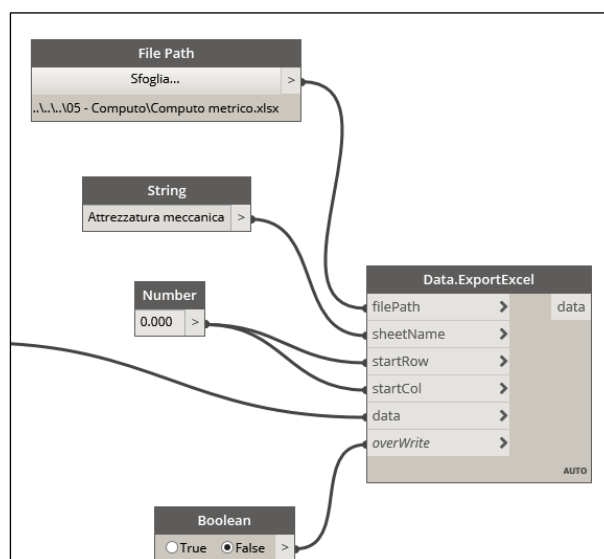 File Path
Sfoglia...
>
..\..\..\05 - Computo\Computo metrico.xlsx
String
Attrezzatura meccanica >
Number
0.000 >
Data.ExportExcel
filePath > data
sheetName >
startRow >
startCol >
data >
overWrite >
AUTO
Boolean
True False >